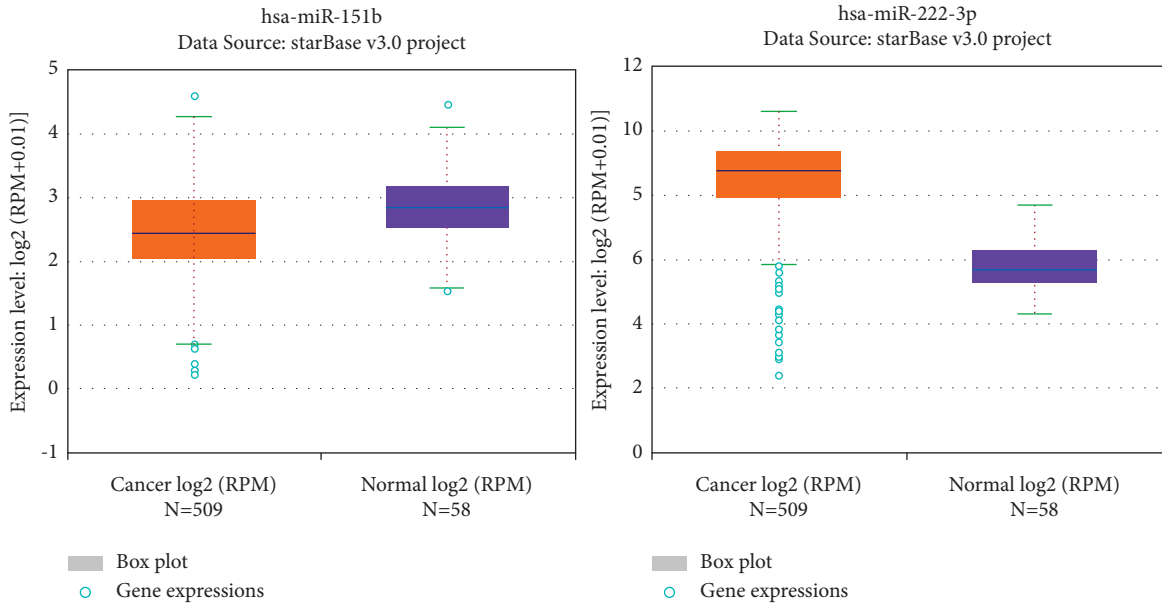 hsa-miR-151b
Data Source: starBase v3.0 project
Expression level: log2 (RPM+0.01)]
5
4
3
2
1
0
-1
Cancer log2 (RPM)
N=509
Normal log2 (RPM)
N=58
Box plot
Gene expressions
hsa-miR-222-3p
Data Source: starBase v3.0 project
Expression level: log2 (RPM+0.01)]
12
10
5
6
4
2
0
Cancer log2 (RPM)
N=509
Normal log2 (RPM)
N=58
Box plot
Gene expressions